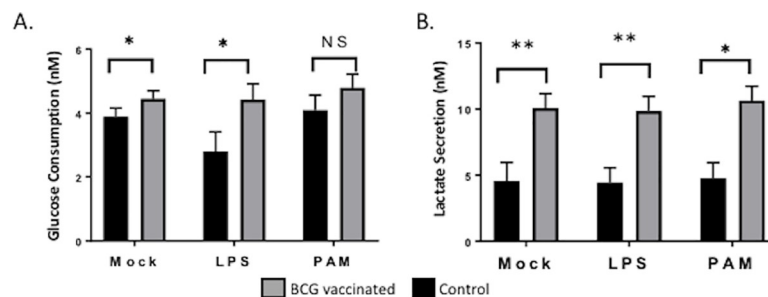 A.
Glucose Consumption (nM)
6
4
2
0
* * NS
Mock LPS PAM
B.
Lactate Secretion (nM)
15
10
5
0
** ** *
Mock LPS PAM
BCG vaccinated Control